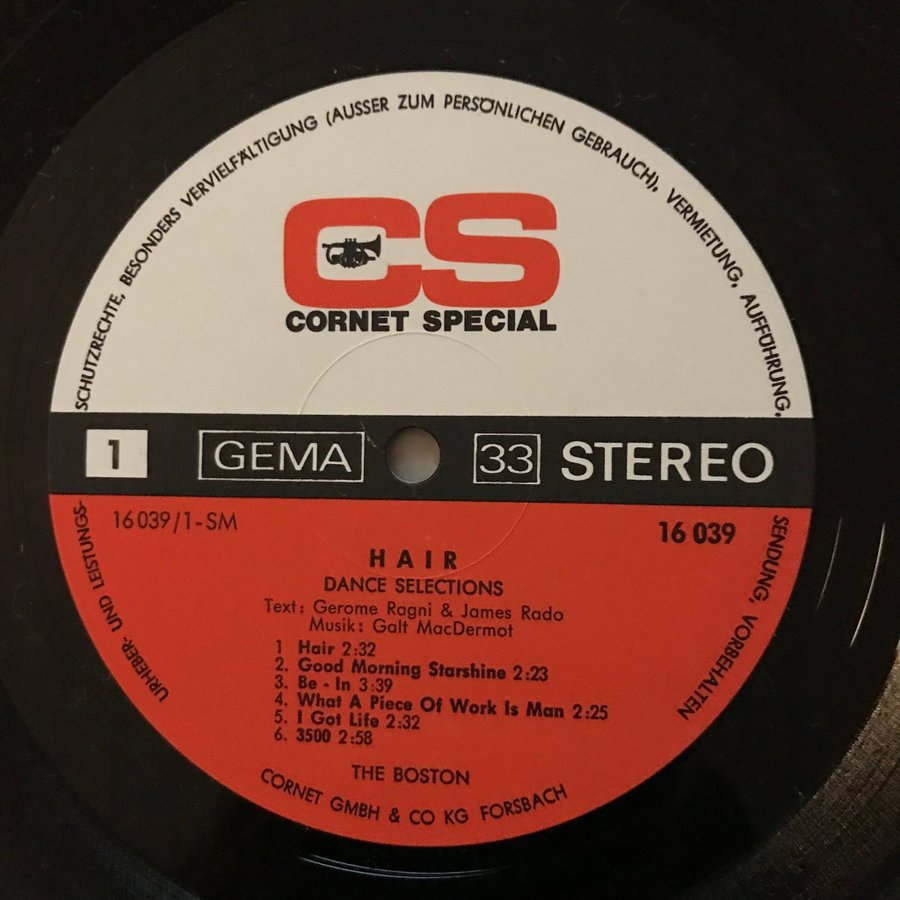 URHEBER- UND LEISTUNGS-
SCHUTZRECHTE, BESONDERS VERVIELFÄLTIGUNG (AUSSER ZUM PERSÖNLICHEN GEBRAUCH), VERMIETUNG, AUFFÜHRUNG,
SENDUNG, VORBEHALTEN
CS
CORNET SPECIAL
1 GEMA 33 STEREO
16 039/1-SM 16 039
HAIR
DANCE SELECTIONS
Text: Gerome Ragni & James Rado
Musik: Galt MacDermot
1 Hair 2:32
2. Good Morning Starshine 2:23
3. Be - In 3:39
4. What A Piece Of Work Is Man 2:25
5. I Got Life 2:32
6. 3500 2:58
THE BOSTON
CORNET GMBH & CO KG FORSBACH